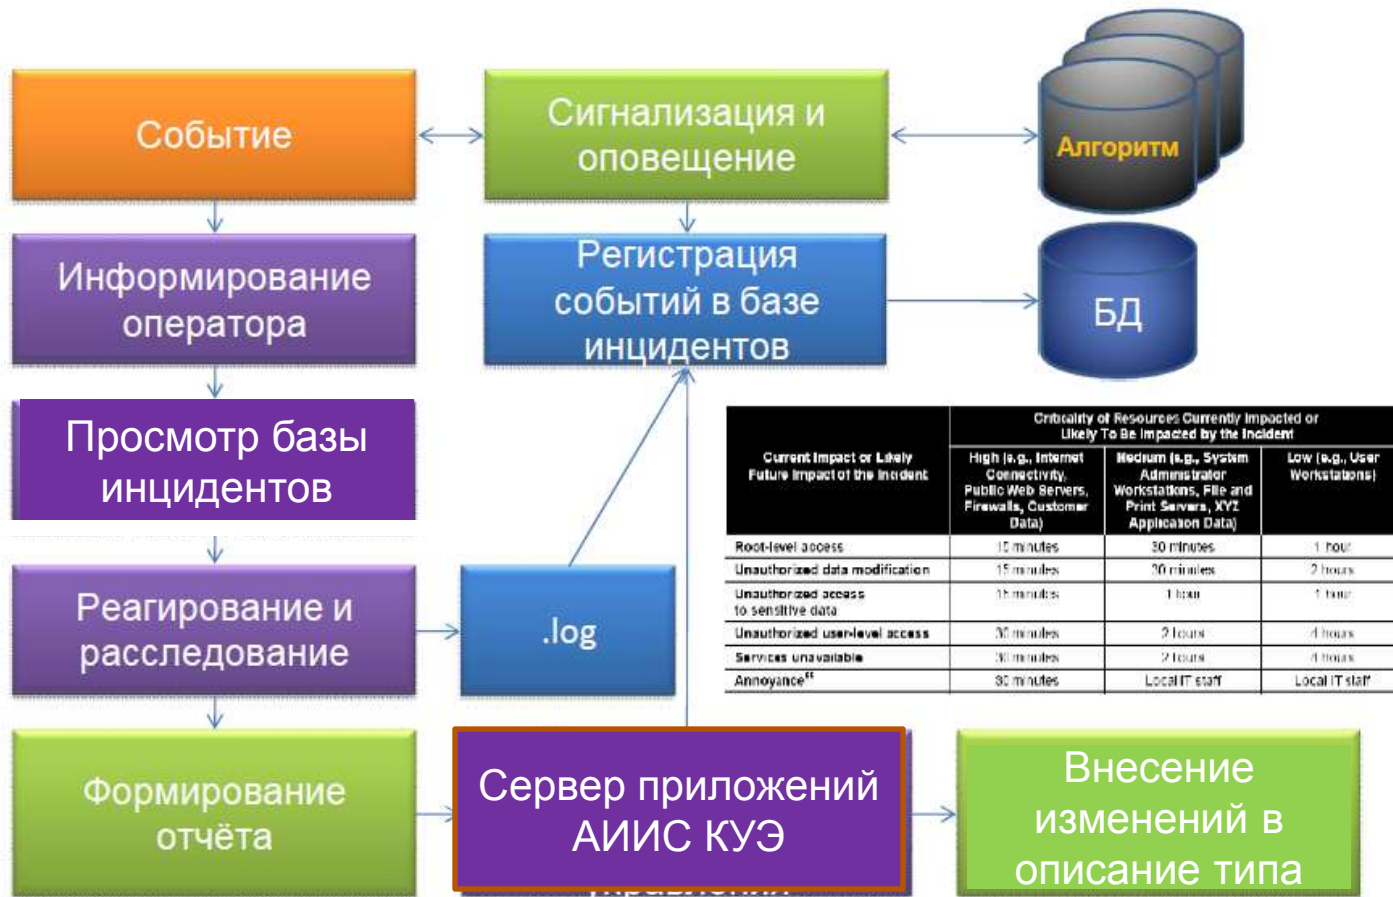 Событие
Сигнализация и
оповещение
Алгоритм
Информирование
оператора
Регистрация
событий в базе
инцидентов
БД
Просмотр базы
инцидентов
Current Impact or Likely
Future Impact of the Incident
Criticality of Resources Currently Impacted or
Likely To Be Impacted by the Incident
High (e.g., Internet
Connectivity,
Public Web Servers,
Firewalls, Customer
Data)
Medium (e.g., System
Administrator
Workstations, File and
Print Servers, XYZ
Application Data)
Low (e.g., User
Workstations)
Root-level access 15 minutes 30 minutes 1 hour
Unauthorized data modification 15 minutes 30 minutes 2 hours
Unauthorized access
to sensitive data
15 minutes 1 hour 1 hour
Unauthorized user-level access 30 minutes 2 hours 4 hours
Services unavailable 30 minutes 2 hours 4 hours
Annoyance 30 minutes Local IT staff Local IT staff
Реагирование и
расследование
.log
Формирование
отчёта
Сервер приложений
АИИС КУЭ
Внесение
изменений в
описание типа